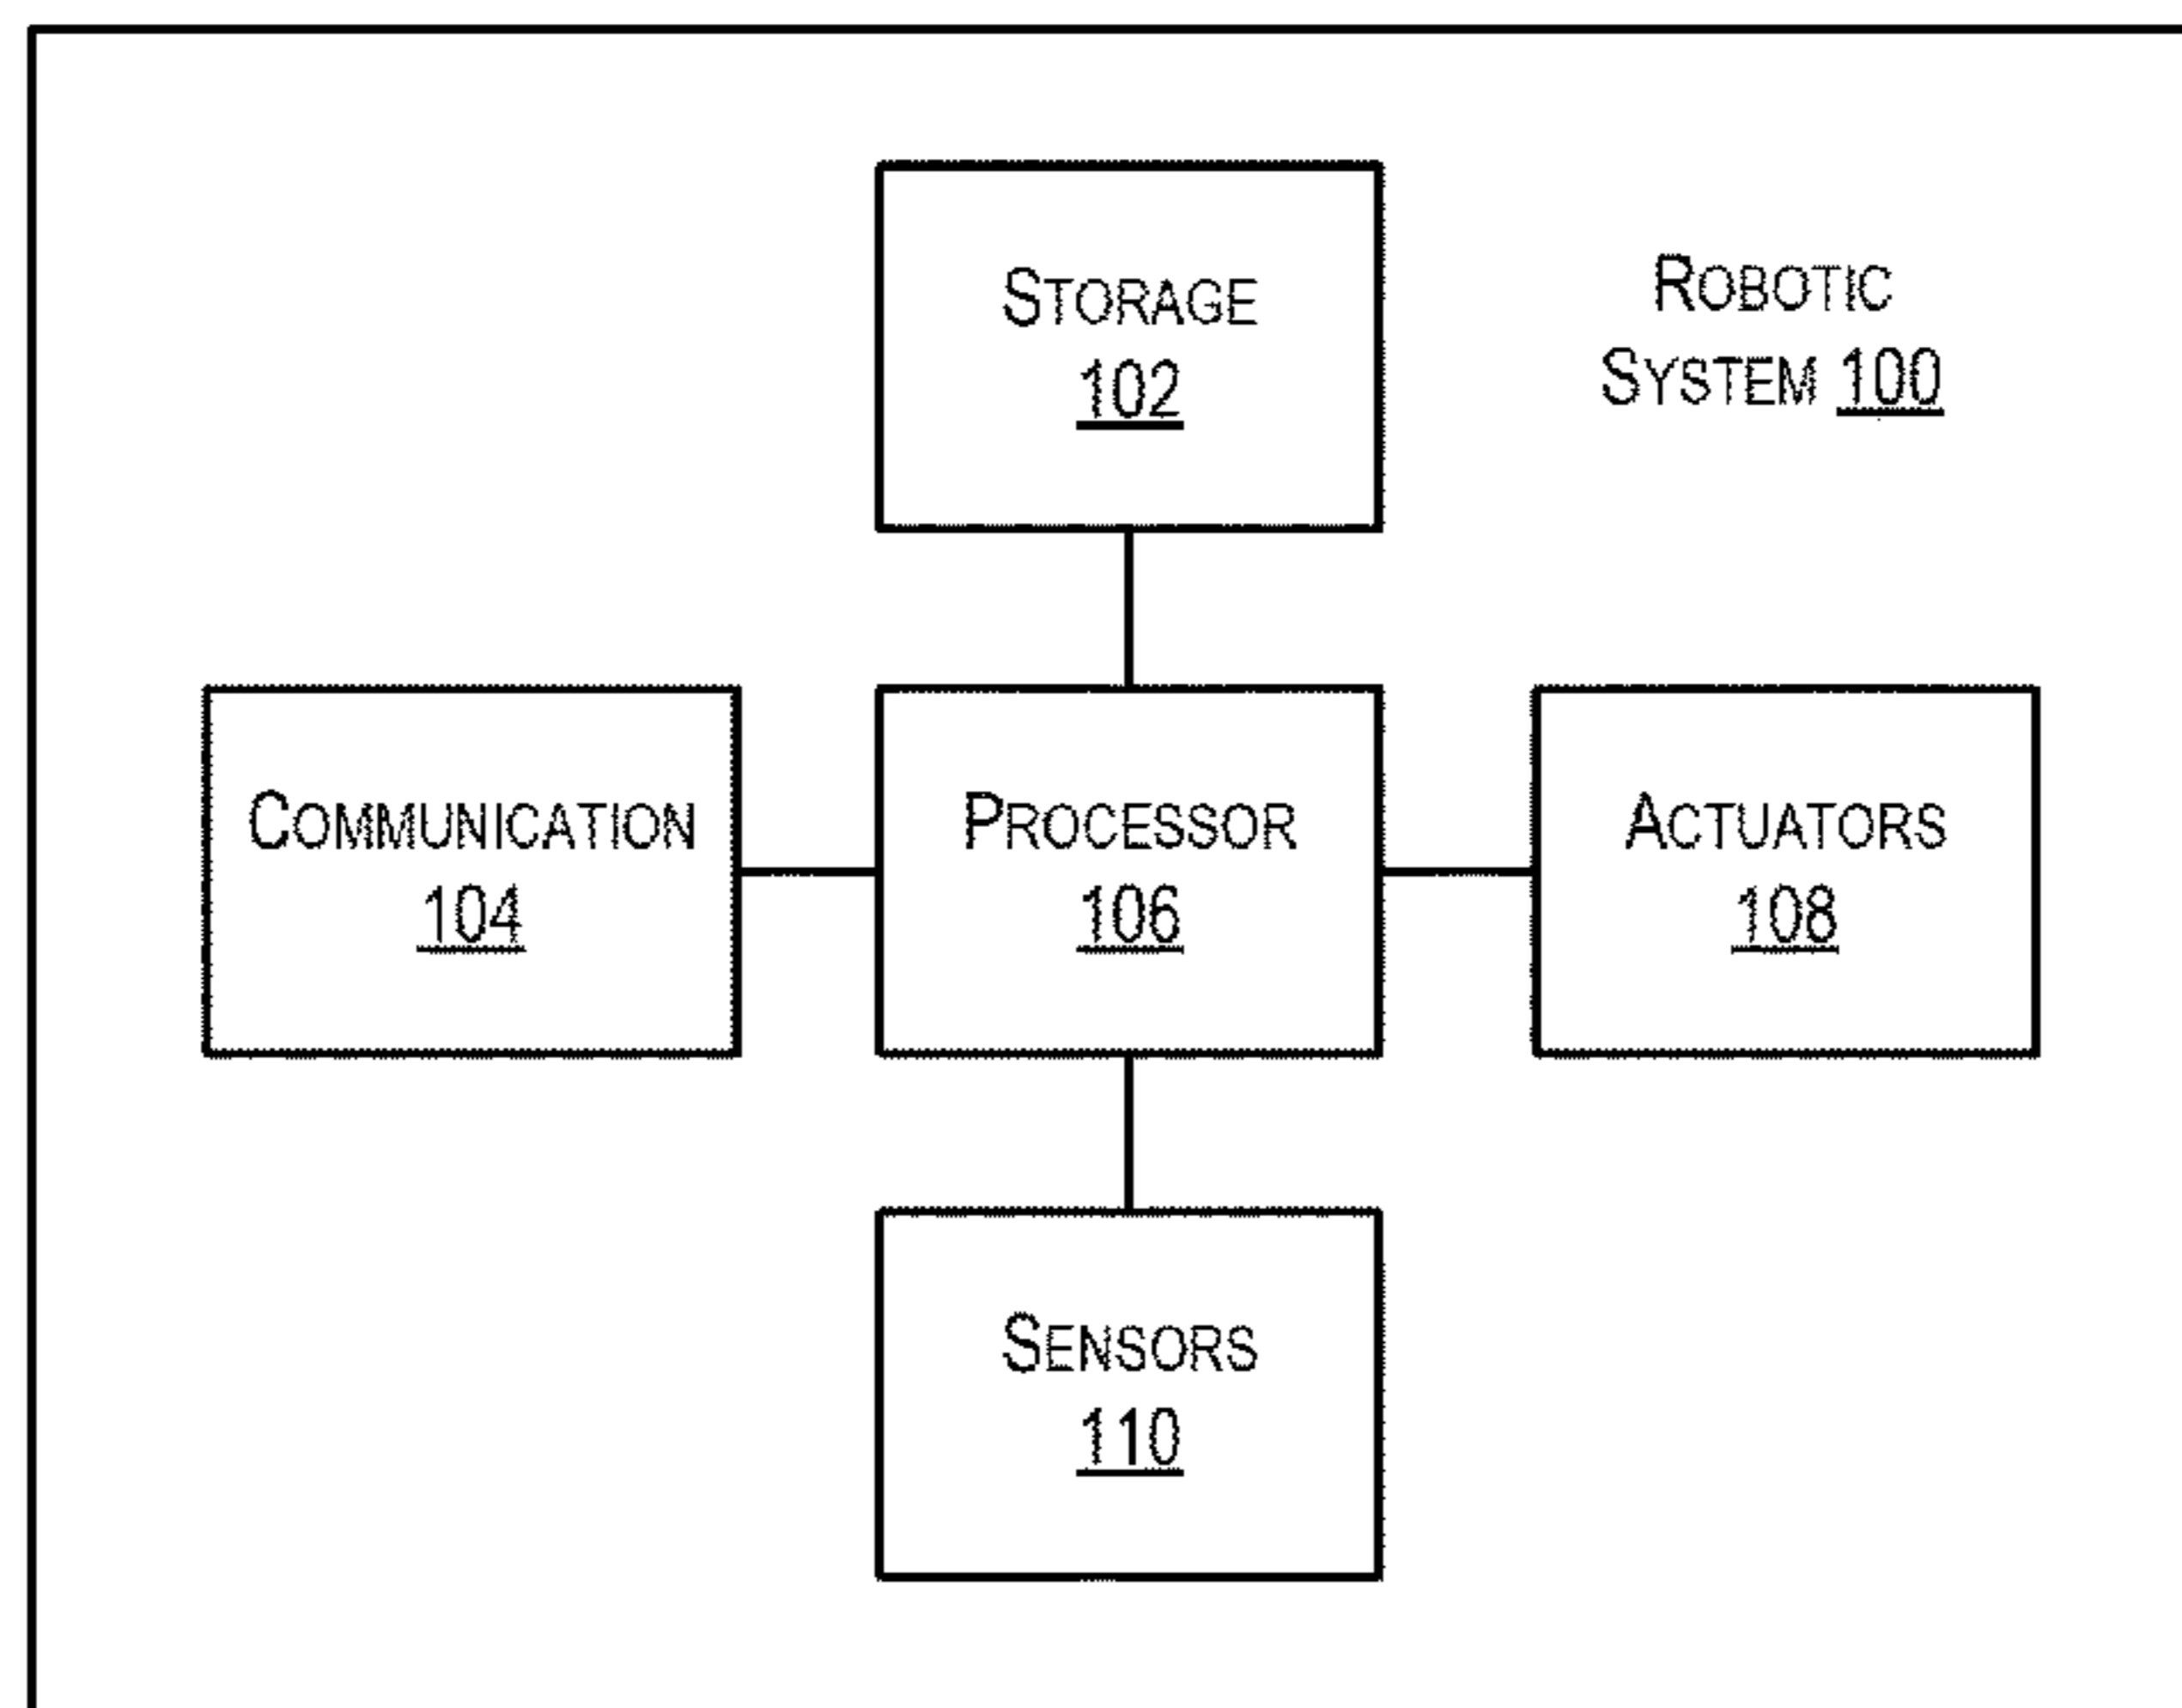 STORAGE
102
ROBOTIC
SYSTEM 100
COMMUNICATION
104
PROCESSOR
106
ACTUATORS
108
SENSORS
110